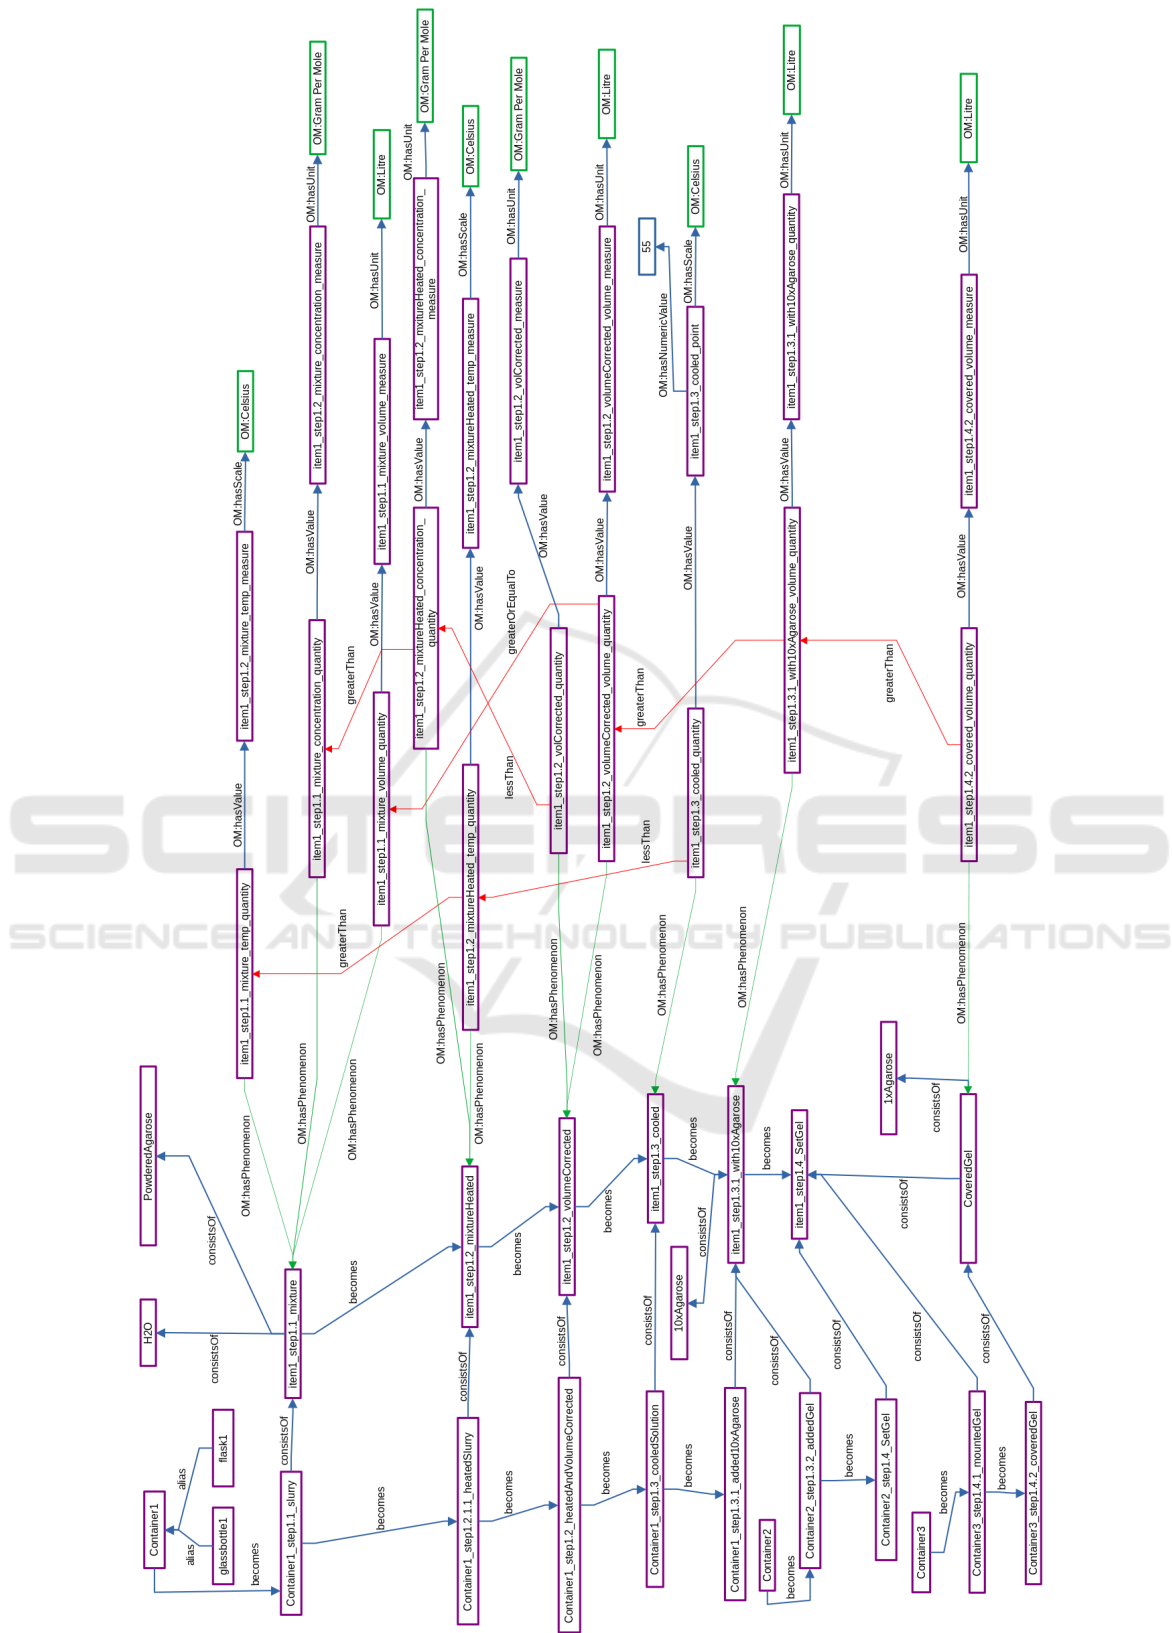 Container1
H2O
PowderedAgarose
alias
alias
glassbottle1
flask1
consistsOf
consistsOf
becomes
OM:hasPhenomenon
item1_step1.1_mixture_temp_quantity
OM:hasValue
item1_step1.2_mixture_temp_measure
OM:hasScale
OM:Celsius
Container1_step1.1_slurry
consistsOf
item1_step1.1_mixture
OM:hasPhenomenon
item1_step1.1_mixture_concentration_quantity
OM:hasValue
item1_step1.2_mixture_concentration_measure
OM:hasUnit
OM:Gram Per Mole
greaterThan
greaterThan
becomes
becomes
OM:hasPhenomenon
item1_step1.1_mixture_volume_quantity
OM:hasValue
item1_step1.1_mixture_volume_measure
OM:hasUnit
OM:Litre
OM:hasPhenomenon
item1_step1.2_mixtureHeated_concentration_
quantity
OM:hasValue
item1_step1.2_mxitureHeated_concentration_
measure
OM:hasUnit
OM:Gram Per Mole
Container1_step1.2.1.1_heatedSlurry
consistsOf
item1_step1.2_mixtureHeated
OM:hasPhenomenon
item1_step1.2_mixtureHeated_temp_quantity
OM:hasValue
item1_step1.2_mixtureHeated_temp_measure
OM:hasScale
OM:Celsius
becomes
becomes
lessThan
greaterOrEqualTo
OM:hasPhenomenon
item1_step1.2_volCorrected_quantity
OM:hasValue
item1_step1.2_volCorrected_measure
OM:hasUnit
OM:Gram Per Mole
Container1_step1.2_heatedAndVolumeCorrected
consistsOf
item1_step1.2_volumeCorrected
OM:hasPhenomenon
item1_step1.2_volumeCorrected_volume_quantity
OM:hasValue
item1_step1.2_volumeCorrected_volume_measure
OM:hasUnit
OM:Litre
becomes
becomes
lessThan
greaterThan
55
OM:hasNumericValue
Container1_step1.3_cooledSolution
consistsOf
item1_step1.3_cooled
OM:hasPhenomenon
item1_step1.3_cooled_quantity
OM:hasValue
item1_step1.3_cooled_point
OM:hasScale
OM:Celsius
becomes
10xAgarose
consistsOf
becomes
Container1_step1.3.1_added10xAgarose
consistsOf
item1_step1.3.1_with10xAgarose
OM:hasPhenomenon
item1_step1.3.1_with10xAgarose_volume_quantity
OM:hasValue
item1_step1.3.1_with10xAgarose_quantity
OM:hasUnit
OM:Litre
Container2
becomes
consistsOf
becomes
Container2_step1.3.2_addedGel
item1_step1.4_SetGel
becomes
consistsOf
Container2_step1.4_SetGel
1xAgarose
greaterThan
consistsOf
consistsOf
Container3
becomes
CoveredGel
OM:hasPhenomenon
item1_step1.4.2_covered_volume_quantity
OM:hasValue
item1_step1.4.2_covered_volume_measure
OM:hasUnit
OM:Litre
Container3_step1.4.1_mountedGel
becomes
consistsOf
Container3_step1.4.2_coveredGel
SCITEPRESS
SCIENCE AND TECHNOLOGY PUBLICATIONS